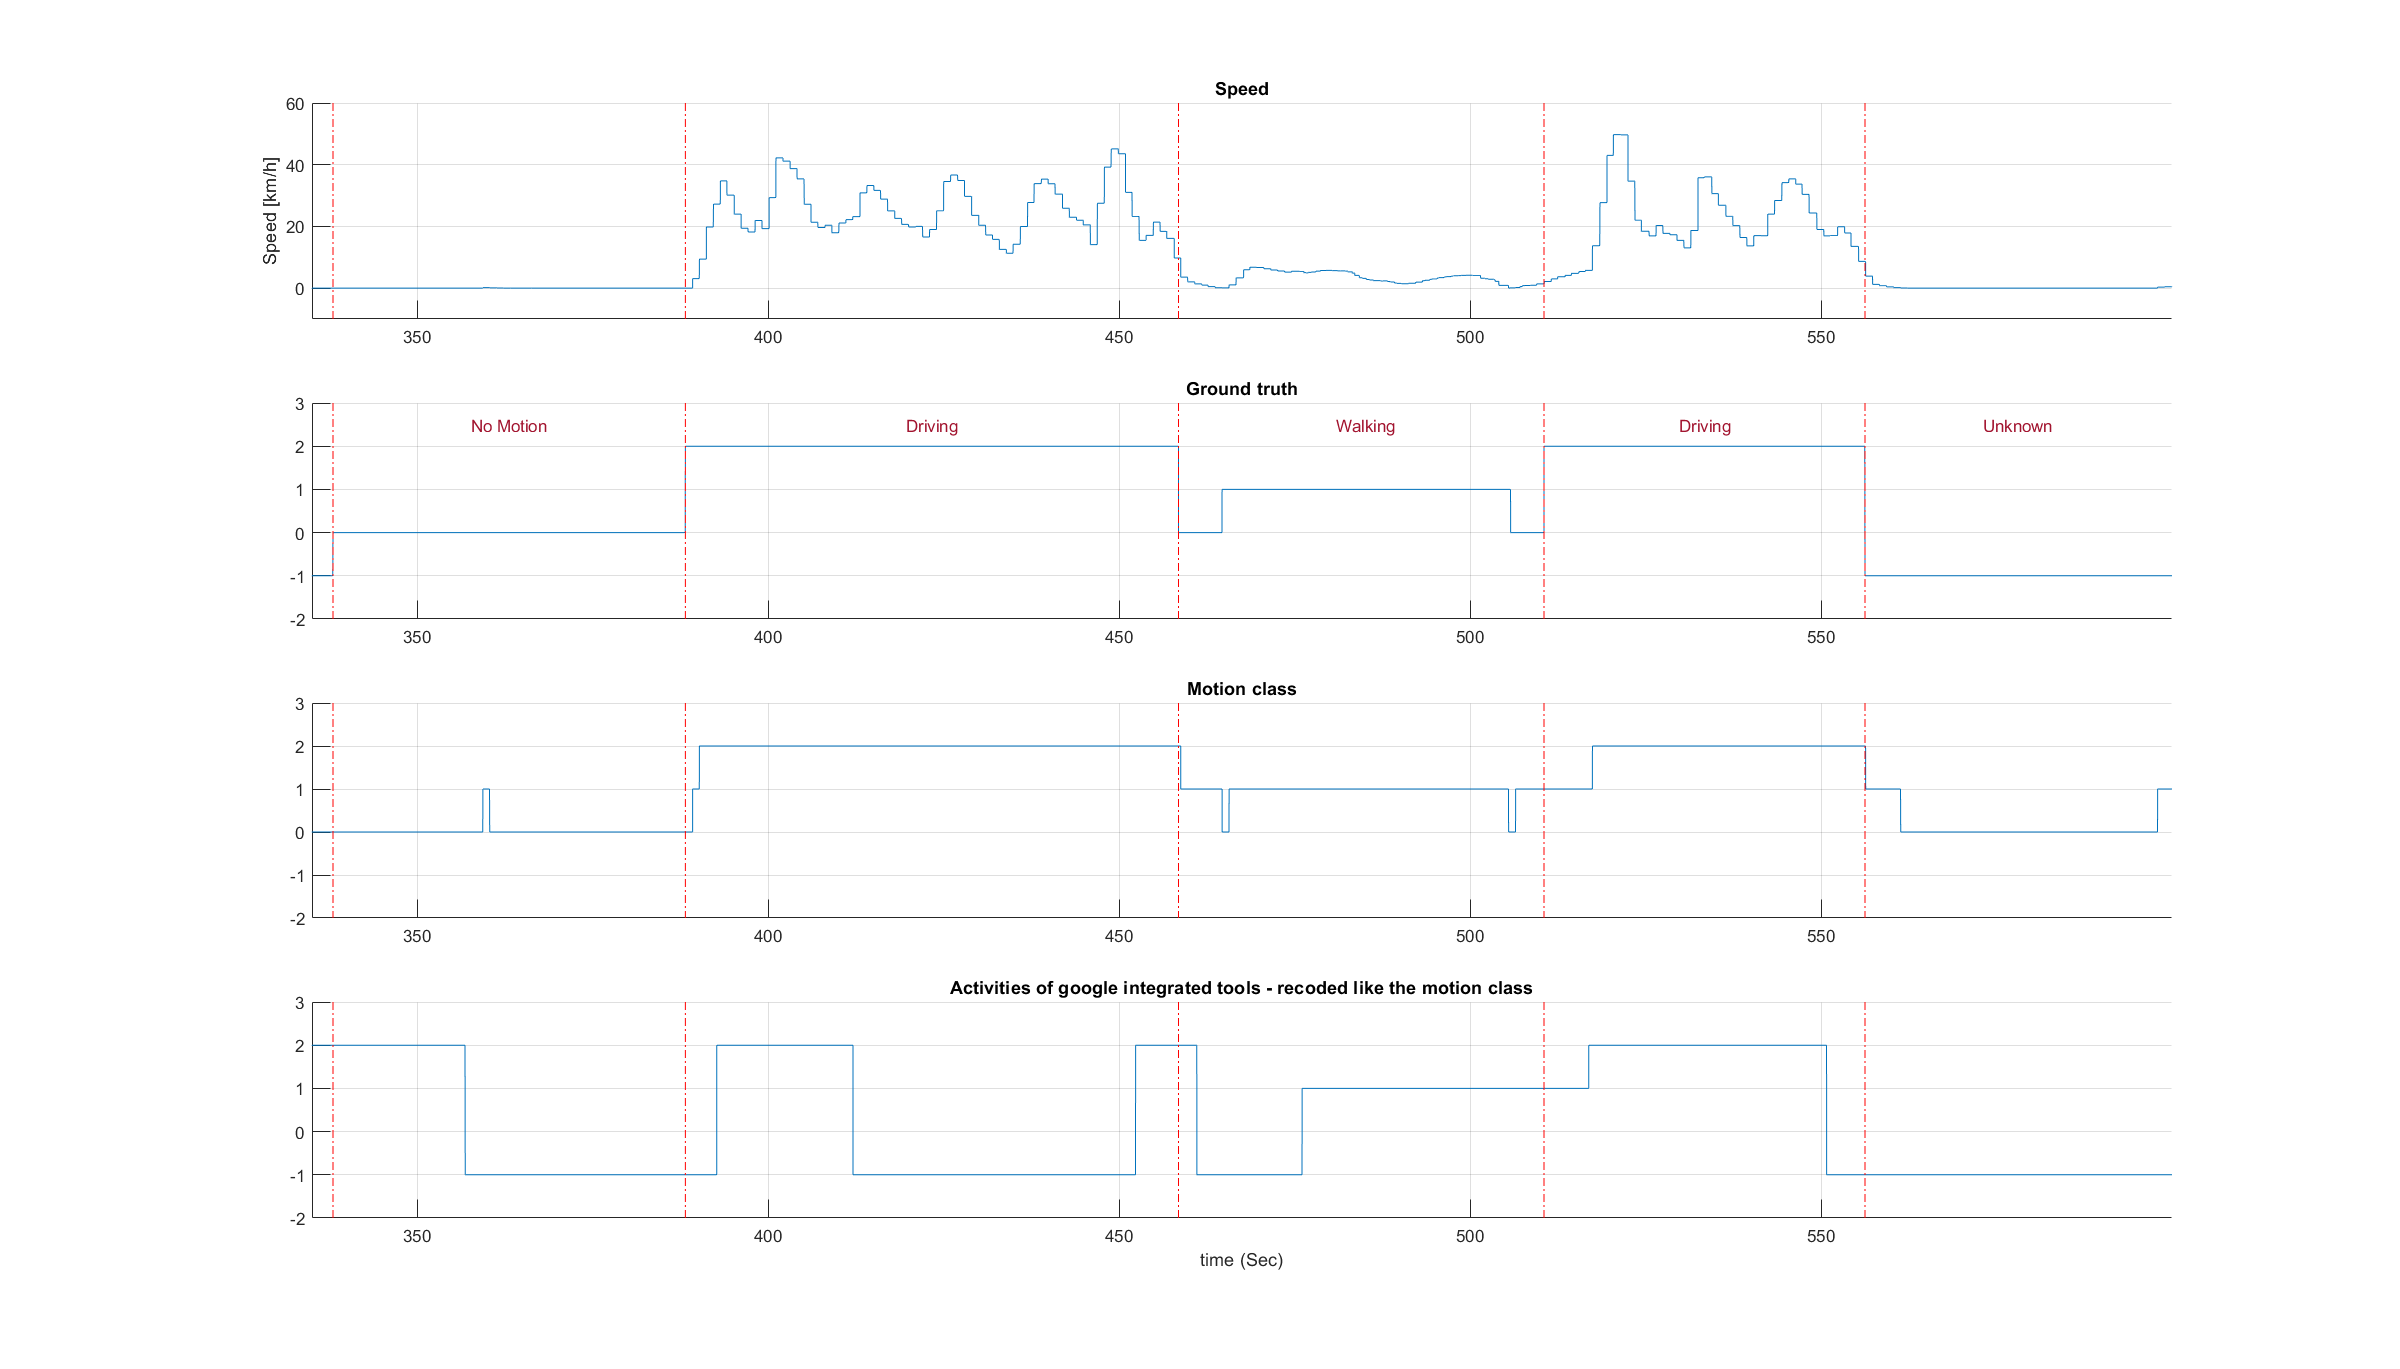 Speed
60
40
20
0
Speed [km/h]
350 400 450 500 550
Ground truth
3
No Motion Driving Walking Driving Unknown
2
1
0
-1
-2
350 400 450 500 550
Motion class
3
2
1
0
-1
-2
350 400 450 500 550
Activities of google integrated tools - recoded like the motion class
3
2
1
0
-1
-2
350 400 450 500 550
time (Sec)